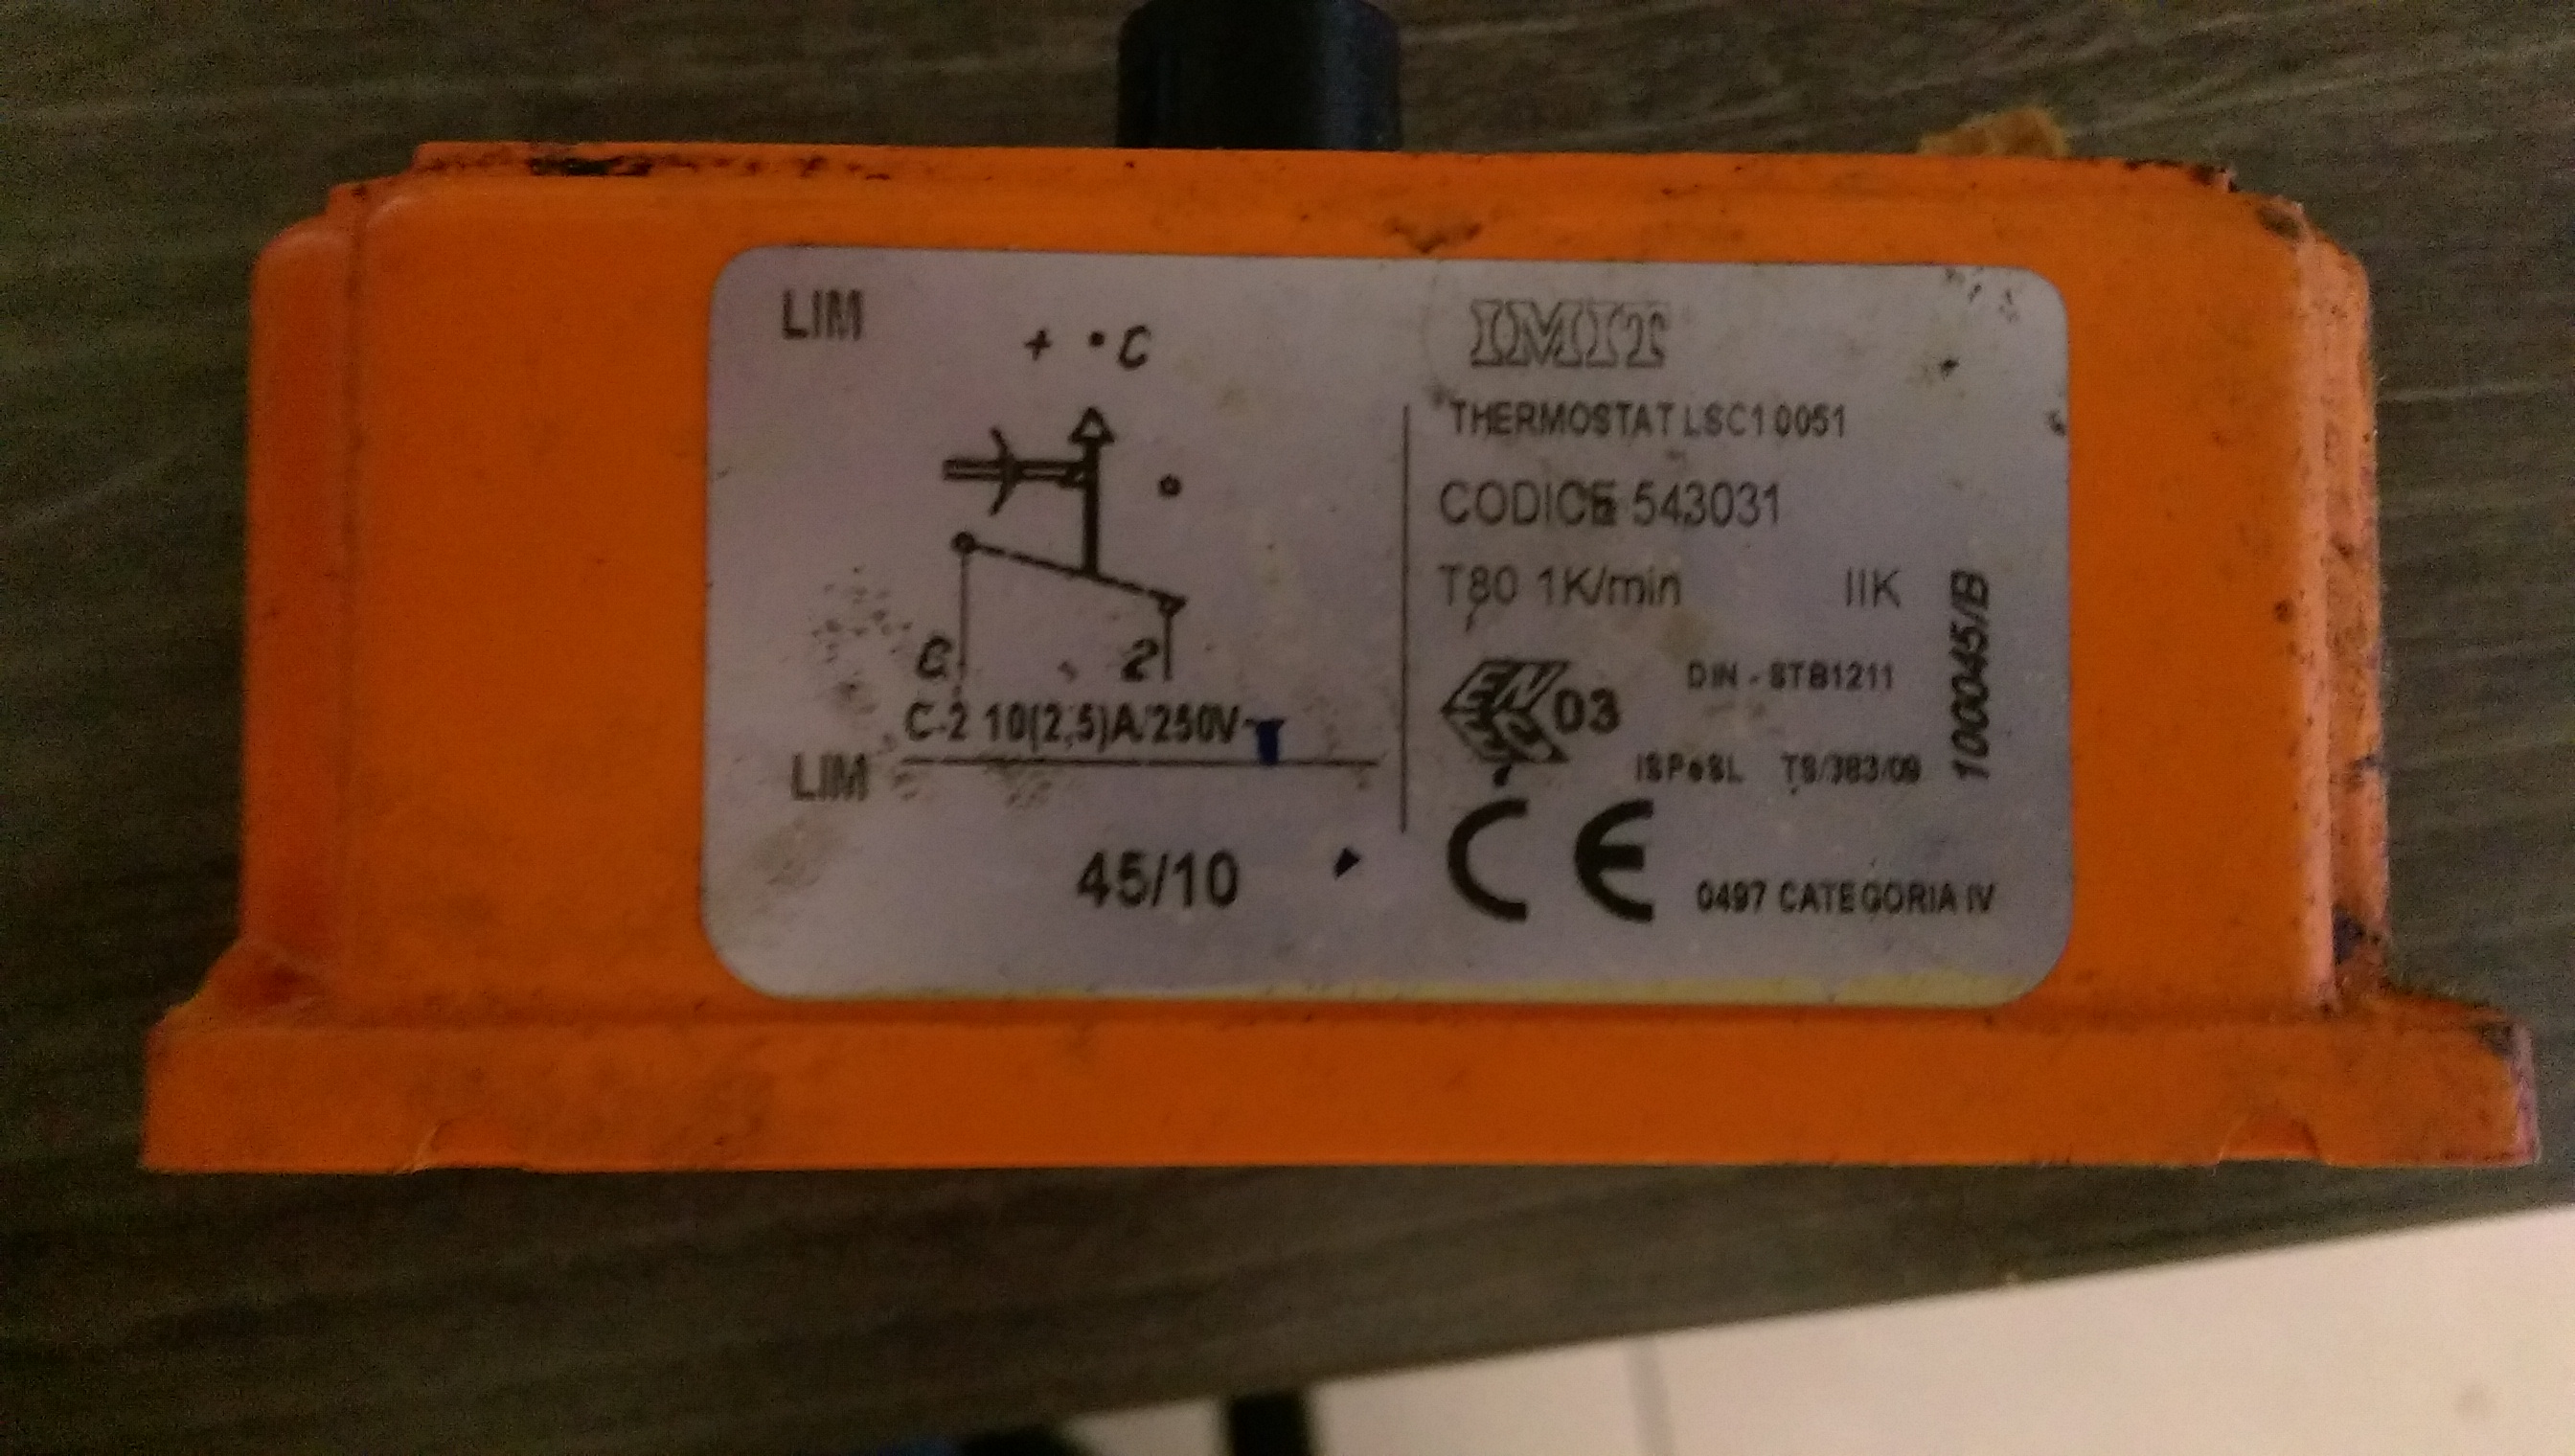 LIM
+ °C
C 2
C-2 10(2,5)A/250V~
LIM
45/10
IMIT
THERMOSTAT LSC1 0051
CODICE 543031
T80 1K/min IIK
ENEC 03
DIN - STB1211
ISPeSL TS/383/09
CE 0497 CATEGORIA IV
100045/B